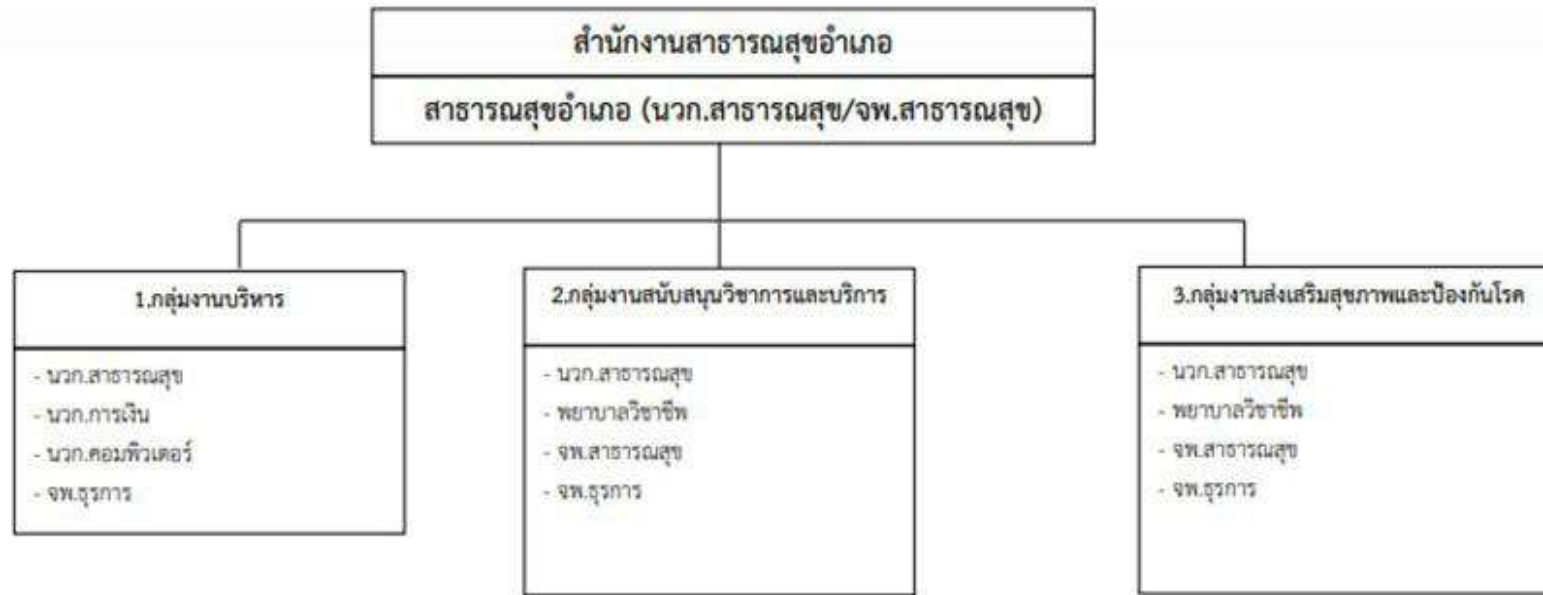 สำนักงานสาธารณสุขอำเภอ
สาธารณสุขอำเภอ (นวก.สาธารณสุข/จพ.สาธารณสุข)
1.กลุ่มงานบริหาร
- นวก.สาธารณสุข
- นวก.การเงิน
- นวก.คอมพิวเตอร์
- จพ.ธุรการ
2.กลุ่มงานสนับสนุนวิชาการและบริการ
- นวก.สาธารณสุข
- พยาบาลวิชาชีพ
- จพ.สาธารณสุข
- จพ.ธุรการ
3.กลุ่มงานส่งเสริมสุขภาพและป้องกันโรค
- นวก.สาธารณสุข
- พยาบาลวิชาชีพ
- จพ.สาธารณสุข
- จพ.ธุรการ